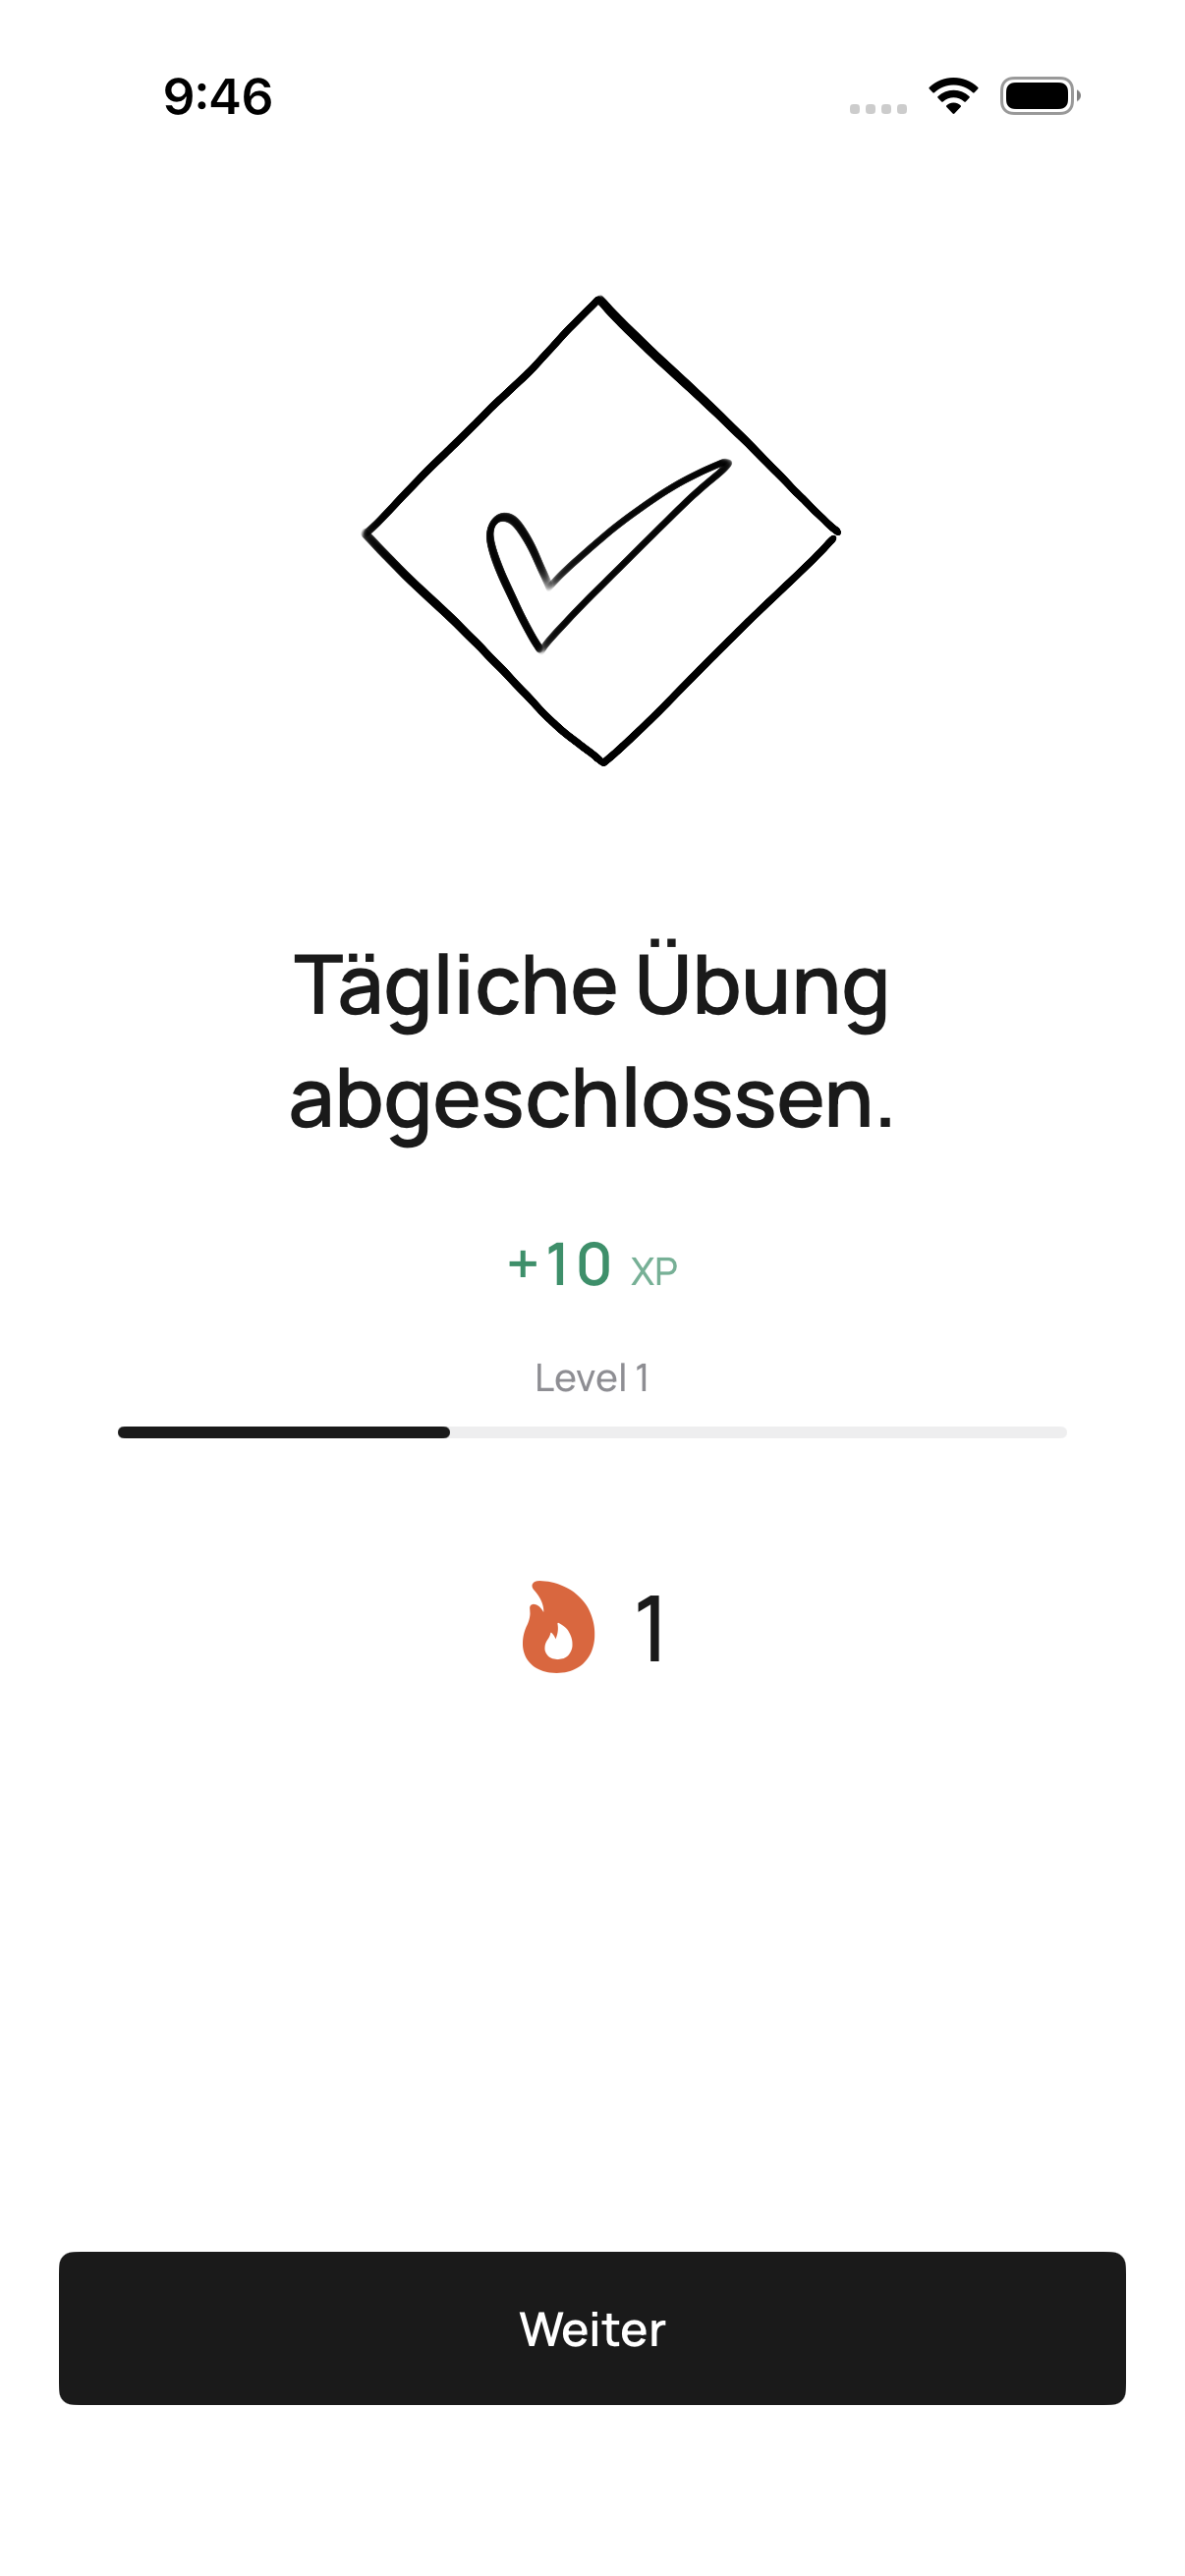 9:46
Tägliche Übung
abgeschlossen.
+10 XP
Level 1
1
Weiter